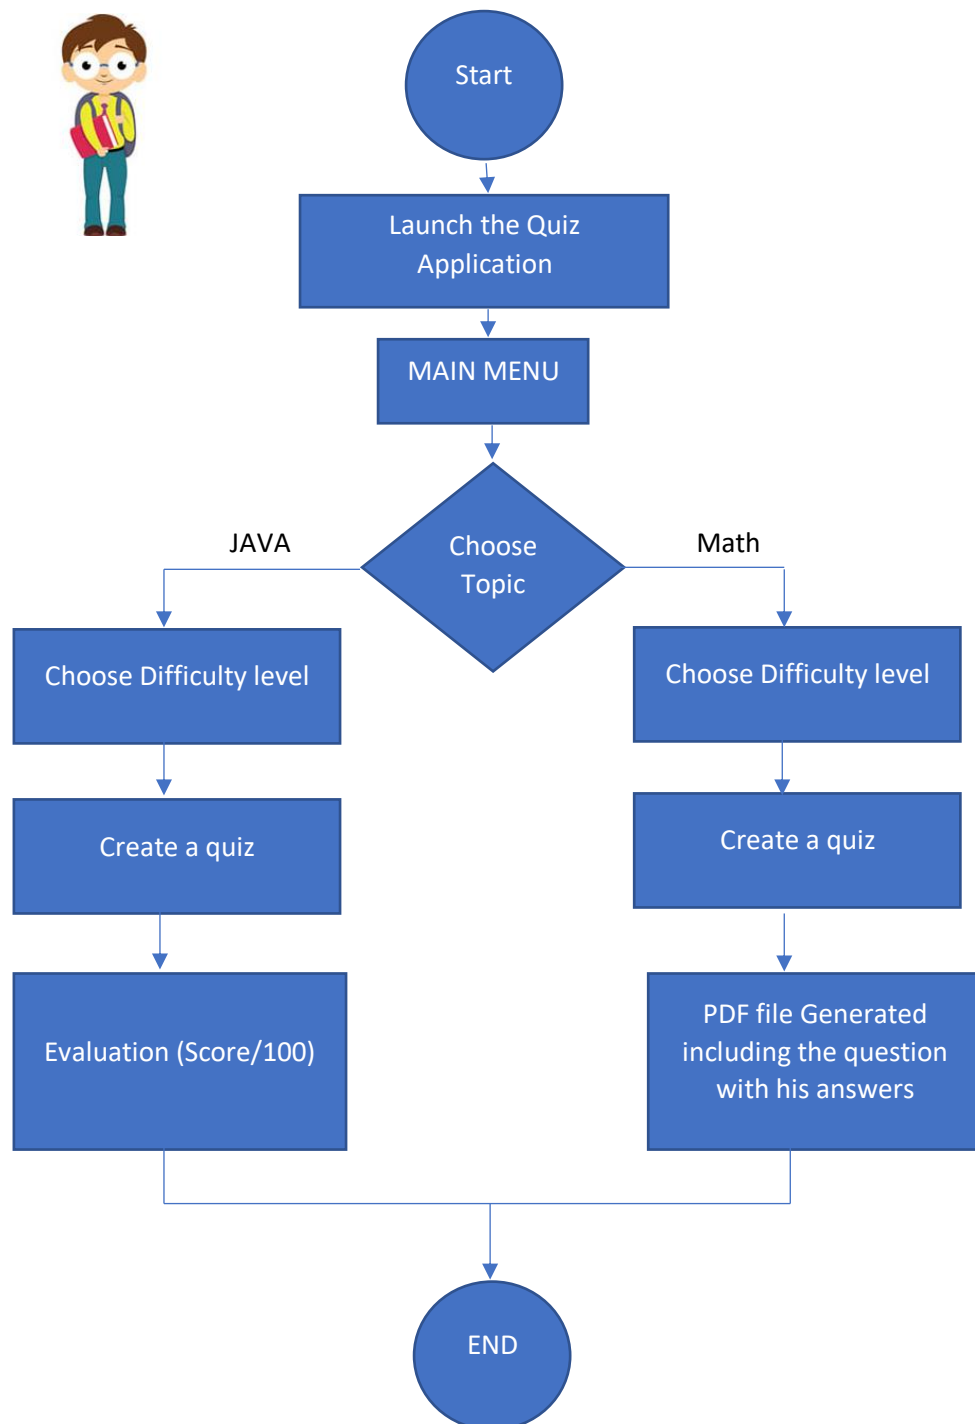 Start
Launch the Quiz
Application
MAIN MENU
JAVA
Choose
Topic
Math
Choose Difficulty level
Choose Difficulty level
Create a quiz
Create a quiz
Evaluation (Score/100)
PDF file Generated
including the question
with his answers
END